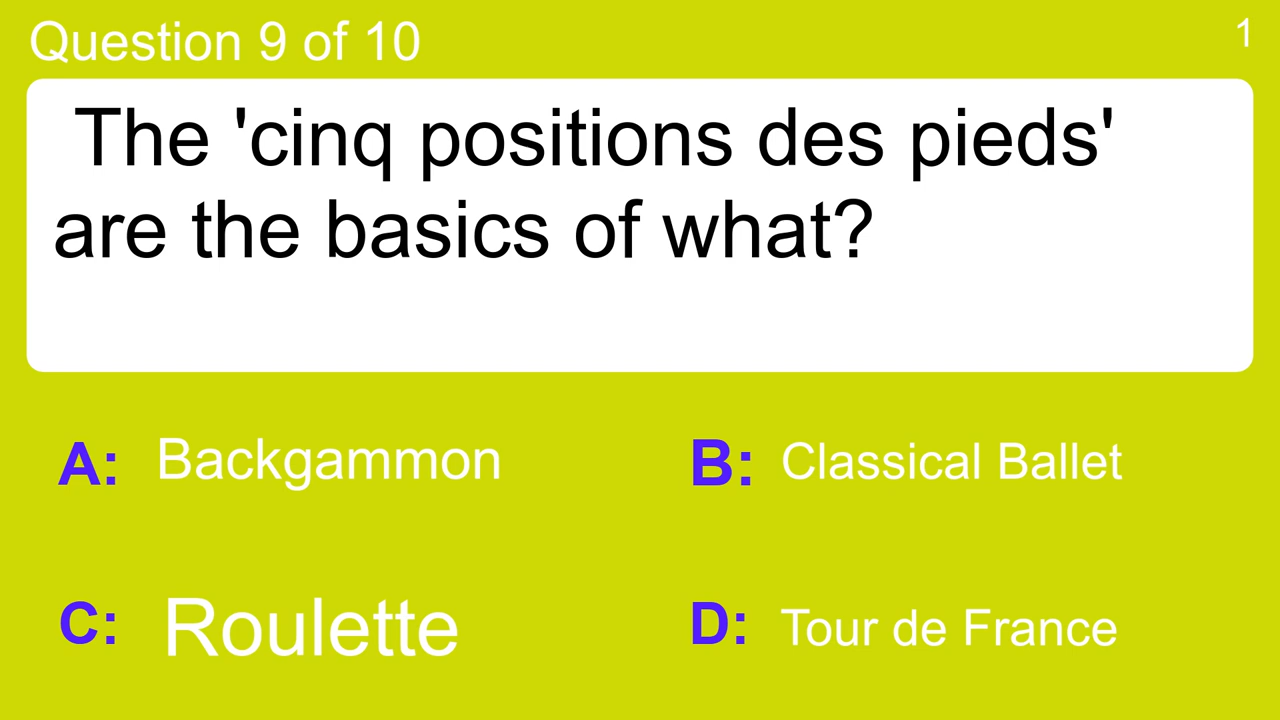 Question 9 of 10
1
The 'cinq positions des pieds'
are the basics of what?
A: Backgammon
B: Classical Ballet
C: Roulette
D: Tour de France